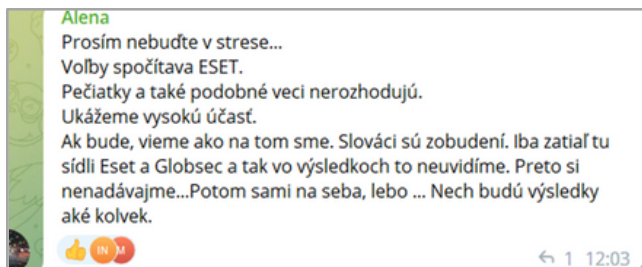 Alena
Prosím nebuďte v strese...
Voľby spočítava ESET.
Pečiatky a také podobné veci nerozhodujú.
Ukážeme vysokú účasť.
Ak bude, vieme ako na tom sme. Slováci sú zobudení. Iba zatiaľ tu
sídli Eset a Globsec a tak vo výsledkoch to neuvidíme. Preto si
nenadávajme...Potom sami na seba, lebo ... Nech budú výsledky
aké kolvek.
IN M
1 12:03